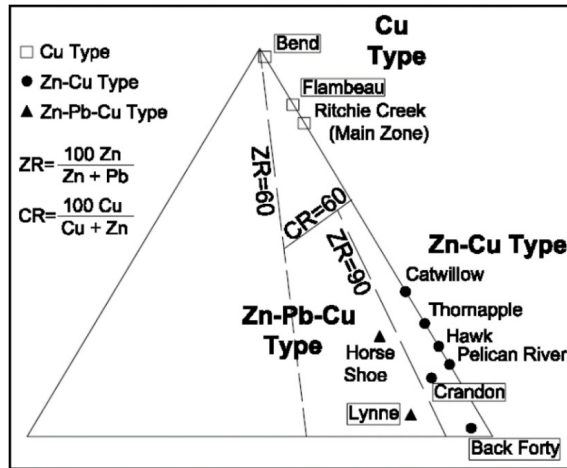 Bend
Cu
Type
Cu Type
Zn-Cu Type
Zn-Pb-Cu Type
Flambeau
Ritchie Creek
(Main Zone)
ZR= 100 Zn
Zn + Pb
CR= 100 Cu
Cu + Zn
ZR=60
CR=60
ZR=90
Zn-Cu Type
Catwillow
Thornapple
Zn-Pb-Cu
Type
Hawk
Pelican River
Horse
Shoe
Crandon
Lynne
Back Forty